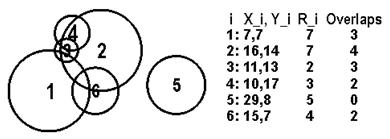 i X_i, Y_i R_i Overlaps
1: 7,7 7 3
2: 16,14 7 4
3: 11,13 2 3
4: 10,17 3 2
5: 29,8 5 0
6: 15,7 4 2
4
3
2
1
6
5